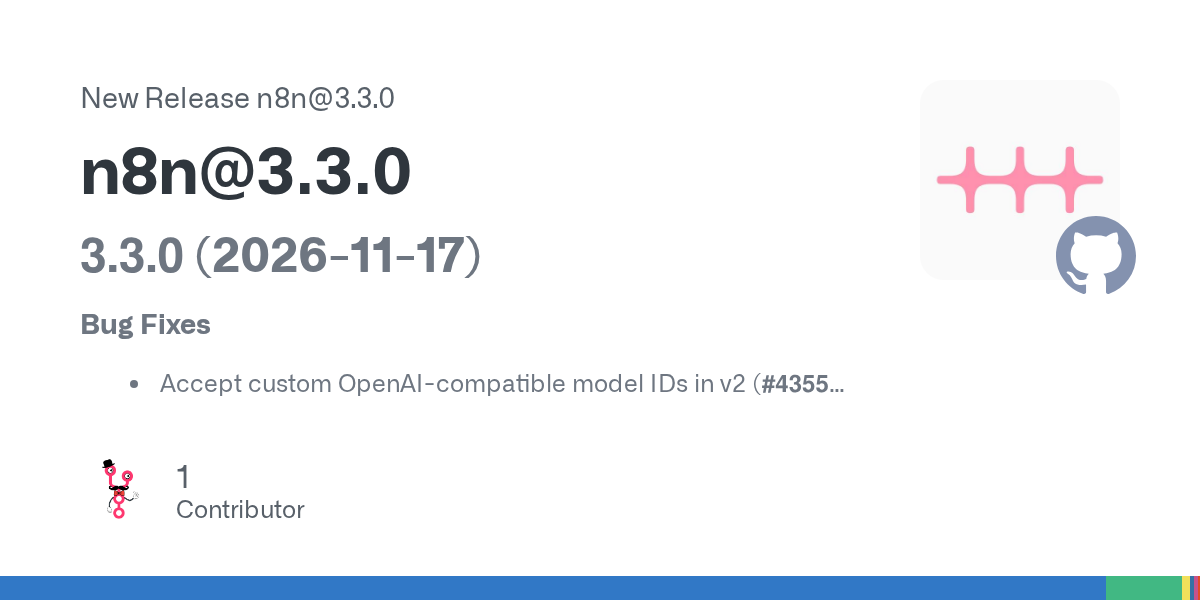 New Release n8n@3.3.0
n8n@3.3.0
3.3.0 (2026-11-17)
Bug Fixes
• Accept custom OpenAI-compatible model IDs in v2 (#4355...
1
Contributor